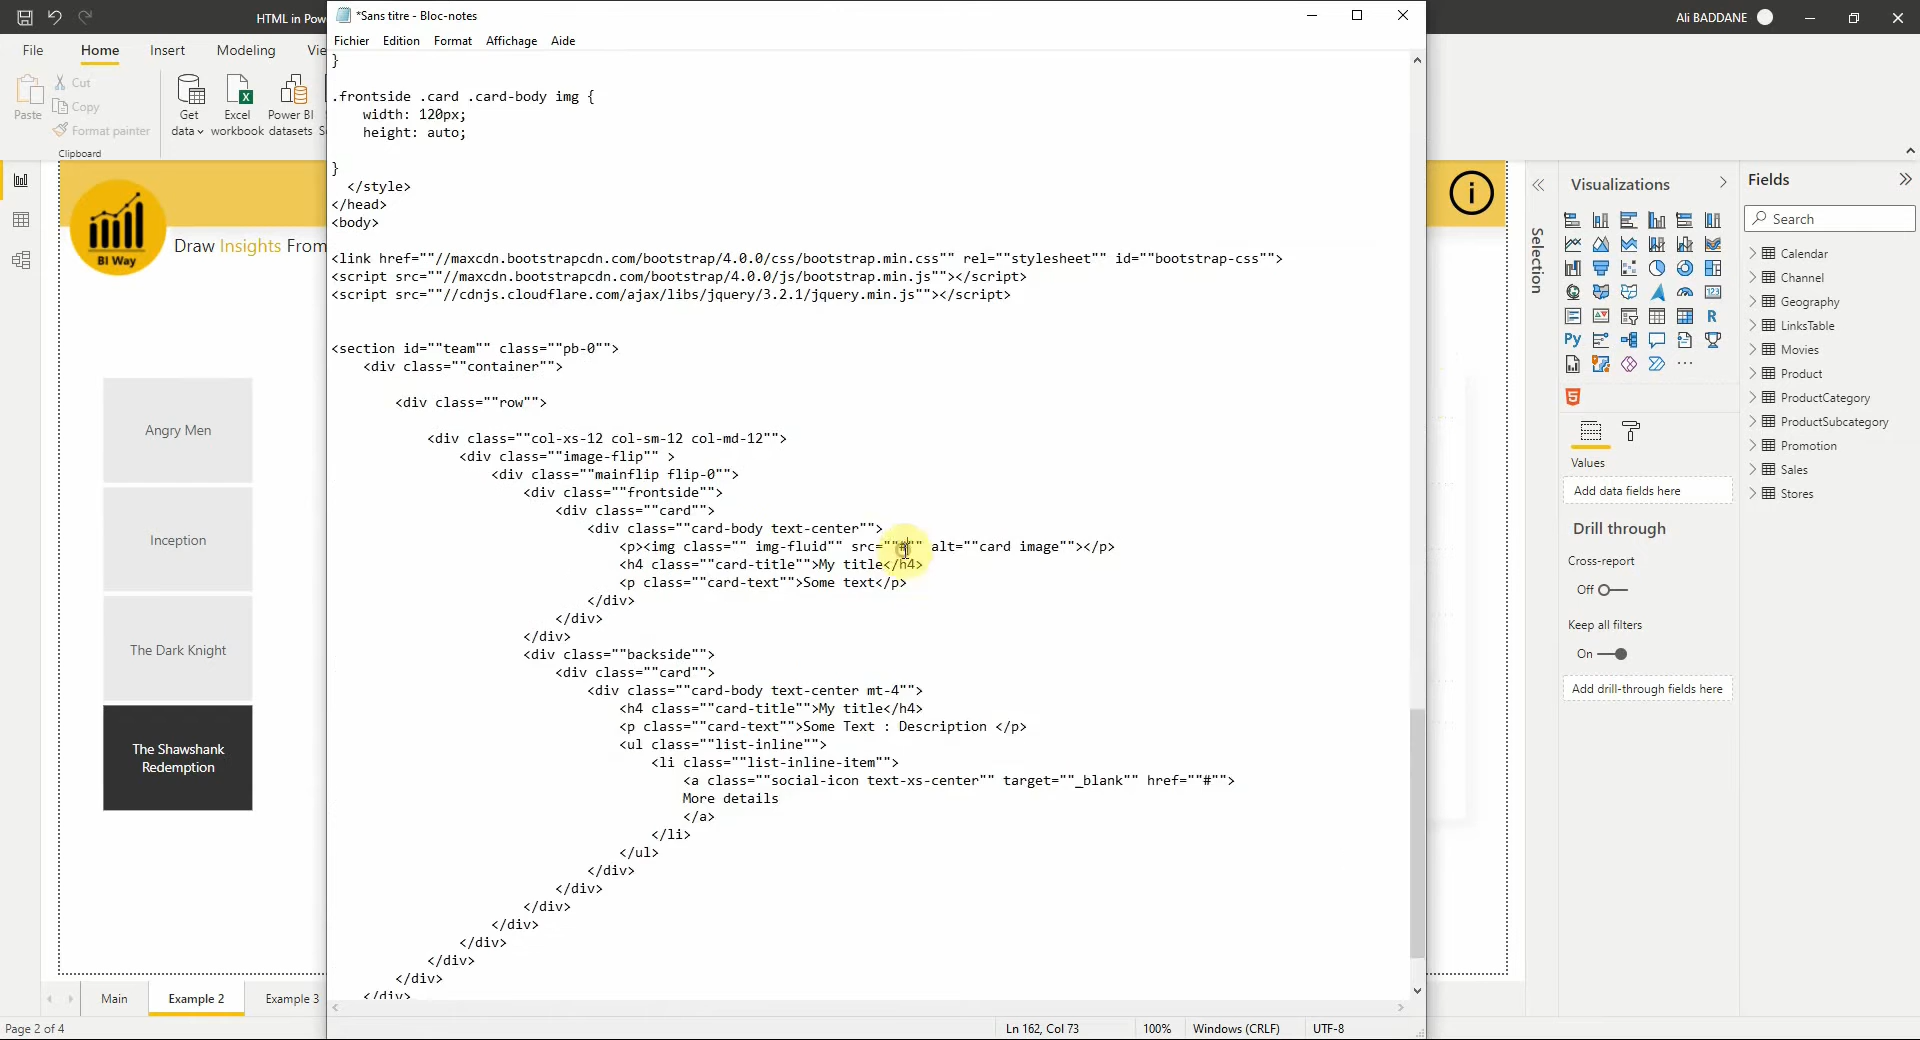 HTML in Pow
*Sans titre - Bloc-notes
Ali BADDANE
Fichier Edition Format Affichage Aide
File Home Insert Modeling Vie
Paste
Cut
Copy
Format painter
Clipboard
Get data
Excel workbook
Power BI datasets
S
BI Way
Draw Insights From
Angry Men
Inception
The Dark Knight
The Shawshank
Redemption
}
.frontside .card .card-body img {
width: 120px;
height: auto;
}
</style>
</head>
<body>
<link href=""//maxcdn.bootstrapcdn.com/bootstrap/4.0.0/css/bootstrap.min.css"" rel=""stylesheet"" id=""bootstrap-css"">
<script src=""//maxcdn.bootstrapcdn.com/bootstrap/4.0.0/js/bootstrap.min.js""></script>
<script src=""//cdnjs.cloudflare.com/ajax/libs/jquery/3.2.1/jquery.min.js""></script>
<section id=""team"" class=""pb-0"">
<div class=""container"">
<div class=""row"">
<div class=""col-xs-12 col-sm-12 col-md-12"">
<div class=""image-flip"" >
<div class=""mainflip flip-0"">
<div class=""frontside"">
<div class=""card"">
<div class=""card-body text-center"">
<p><img class="" img-fluid"" src=""#"" alt=""card image""></p>
<h4 class=""card-title"">My title</h4>
<p class=""card-text"">Some text</p>
</div>
</div>
</div>
<div class=""backside"">
<div class=""card"">
<div class=""card-body text-center mt-4"">
<h4 class=""card-title"">My title</h4>
<p class=""card-text"">Some Text : Description </p>
<ul class=""list-inline"">
<li class=""list-inline-item"">
<a class=""social-icon text-xs-center"" target=""_blank"" href=""#"">
More details
</a>
</li>
</ul>
</div>
</div>
</div>
</div>
</div>
</div>
</div>
</div>
Ln 162, Col 73 100% Windows (CRLF) UTF-8
Main Example 2 Example 3
Page 2 of 4
i
Selection
Visualizations
123
R
Py
5
Values
Add data fields here
Drill through
Cross-report
Off
Keep all filters
On
Add drill-through fields here
Fields
Search
Calendar
Channel
Geography
LinksTable
Movies
Product
ProductCategory
ProductSubcategory
Promotion
Sales
Stores